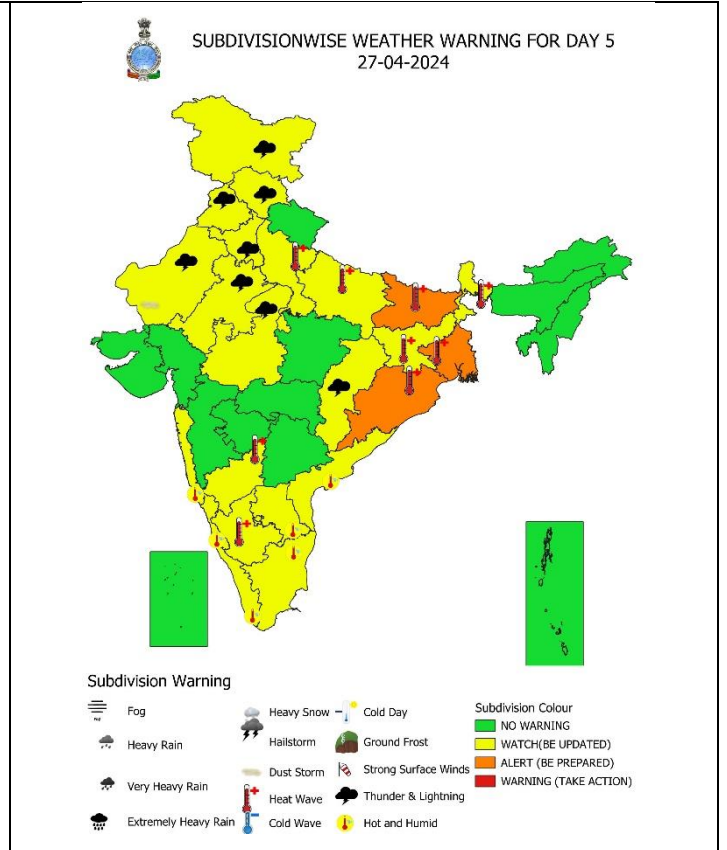 SUBDIVISIONWISE WEATHER WARNING FOR DAY 5
27-04-2024
Subdivision Warning
Fog
Heavy Rain
Very Heavy Rain
Extremely Heavy Rain
Heavy Snow
Hailstorm
Dust Storm
Heat Wave
Cold Wave
Cold Day
Ground Frost
Strong Surface Winds
Thunder & Lightning
Hot and Humid
Subdivision Colour
NO WARNING
WATCH(BE UPDATED)
ALERT (BE PREPARED)
WARNING (TAKE ACTION)